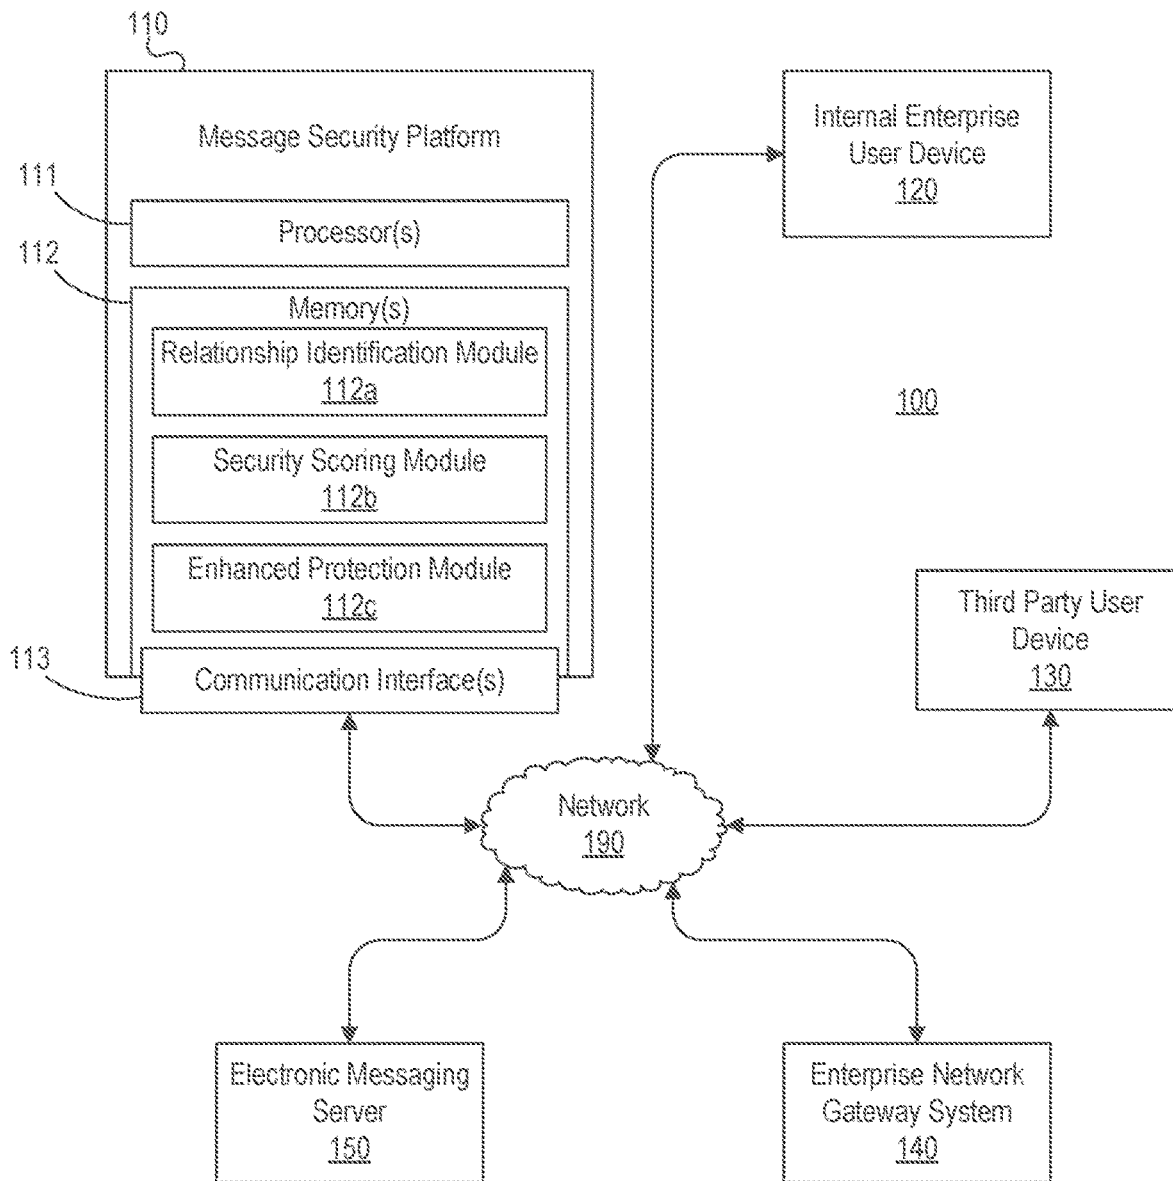 110
Message Security Platform
111
Processor(s)
112
Memory(s)
Relationship Identification Module
112a
Security Scoring Module
112b
Enhanced Protection Module
112c
113
Communication Interface(s)
Internal Enterprise
User Device
120
100
Third Party User
Device
130
Network
190
Electronic Messaging
Server
150
Enterprise Network
Gateway System
140